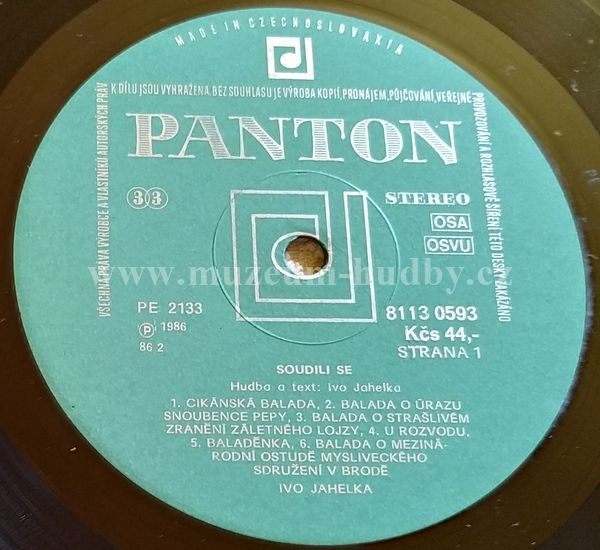 MADE IN CZECHOSLOVAKIA
VŠECHNA PRÁVA VÝROBCE A VLASTNÍKŮ AUTORSKÝCH PRÁV
K DÍLU JSOU VYHRAŽENA. BEZ SOUHLASU JE VÝROBA KOPIÍ, PRONÁJEM, PŮJČOVÁNÍ, VEŘEJNÉ
PROVOZOVÁNÍ A ROZHLASOVÉ ŠÍŘENÍ TÉTO DESKY ZAKÁZÁNO
PANTON
33
STEREO
OSA
OSVU
www.muzeum-hudby.cz
PE 2133
Ⓟ 1986
86 2
8113 0593
Kčs 44,-
STRANA 1
SOUDILI SE
Hudba a text: Ivo Jahelka
1. CIKÁNSKÁ BALADA, 2. BALADA O ÚRAZU
SNOUBENCE PEPY, 3. BALADA O STRAŠLIVÉM
ZRANĚNÍ ZÁLETNÉHO LOJZY, 4. U ROZVODU,
5. BALADĚNKA, 6. BALADA O MEZINÁ-
RODNÍ OSTUDĚ MYSLIVECKÉHO
SDRUŽENÍ V BRODĚ
IVO JAHELKA